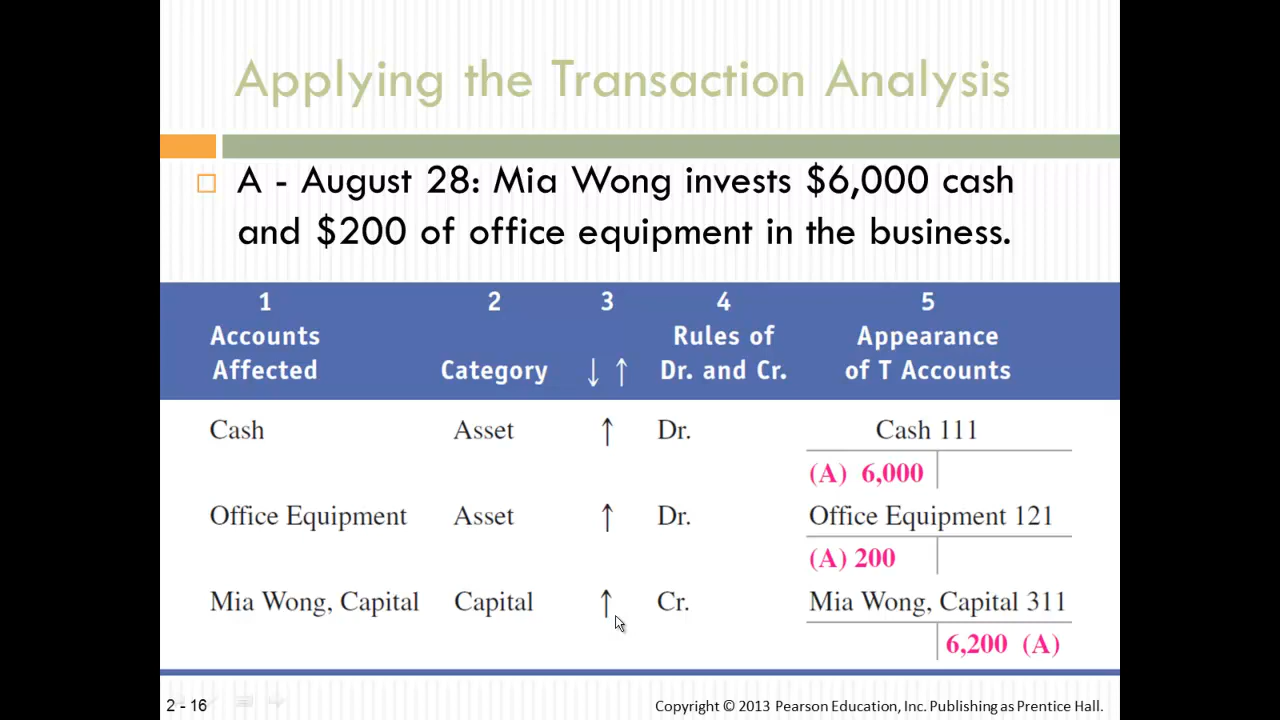 Applying the Transaction Analysis
A - August 28: Mia Wong invests $6,000 cash
and $200 of office equipment in the business.
1 2 3 4 5
Accounts Rules of Appearance
Affected Category ↓ ↑ Dr. and Cr. of T Accounts
Cash Asset ↑ Dr. Cash 111
(A) 6,000
Office Equipment Asset ↑ Dr. Office Equipment 121
(A) 200
Mia Wong, Capital Capital ↑ Cr. Mia Wong, Capital 311
6,200 (A)
2 - 16 Copyright © 2013 Pearson Education, Inc. Publishing as Prentice Hall.